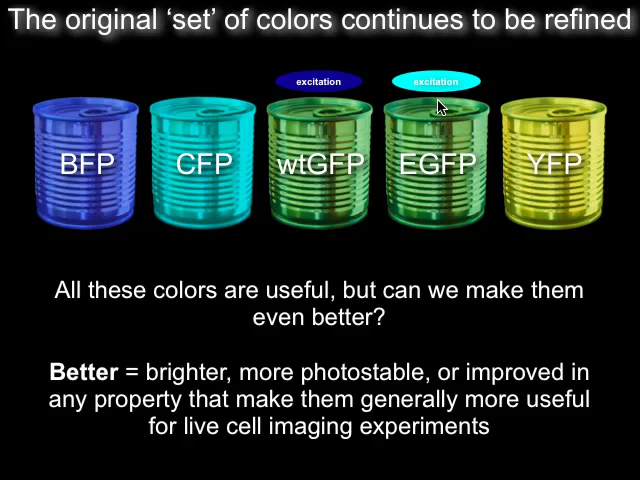 The original ‘set’ of colors continues to be refined
excitation excitation
BFP CFP wtGFP EGFP YFP
All these colors are useful, but can we make them
even better?
Better = brighter, more photostable, or improved in
any property that make them generally more useful
for live cell imaging experiments